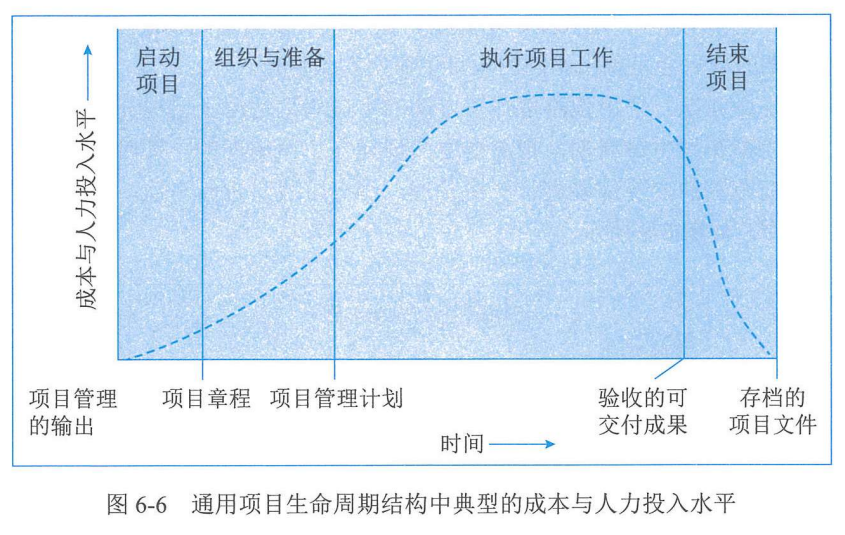 启动
项目
组织与准备
执行项目工作
结束
项目
成本与人力投入水平
项目管理
的输出
项目章程
项目管理计划
验收的可
交付成果
存档的
项目文件
时间
图 6-6 通用项目生命周期结构中典型的成本与人力投入水平